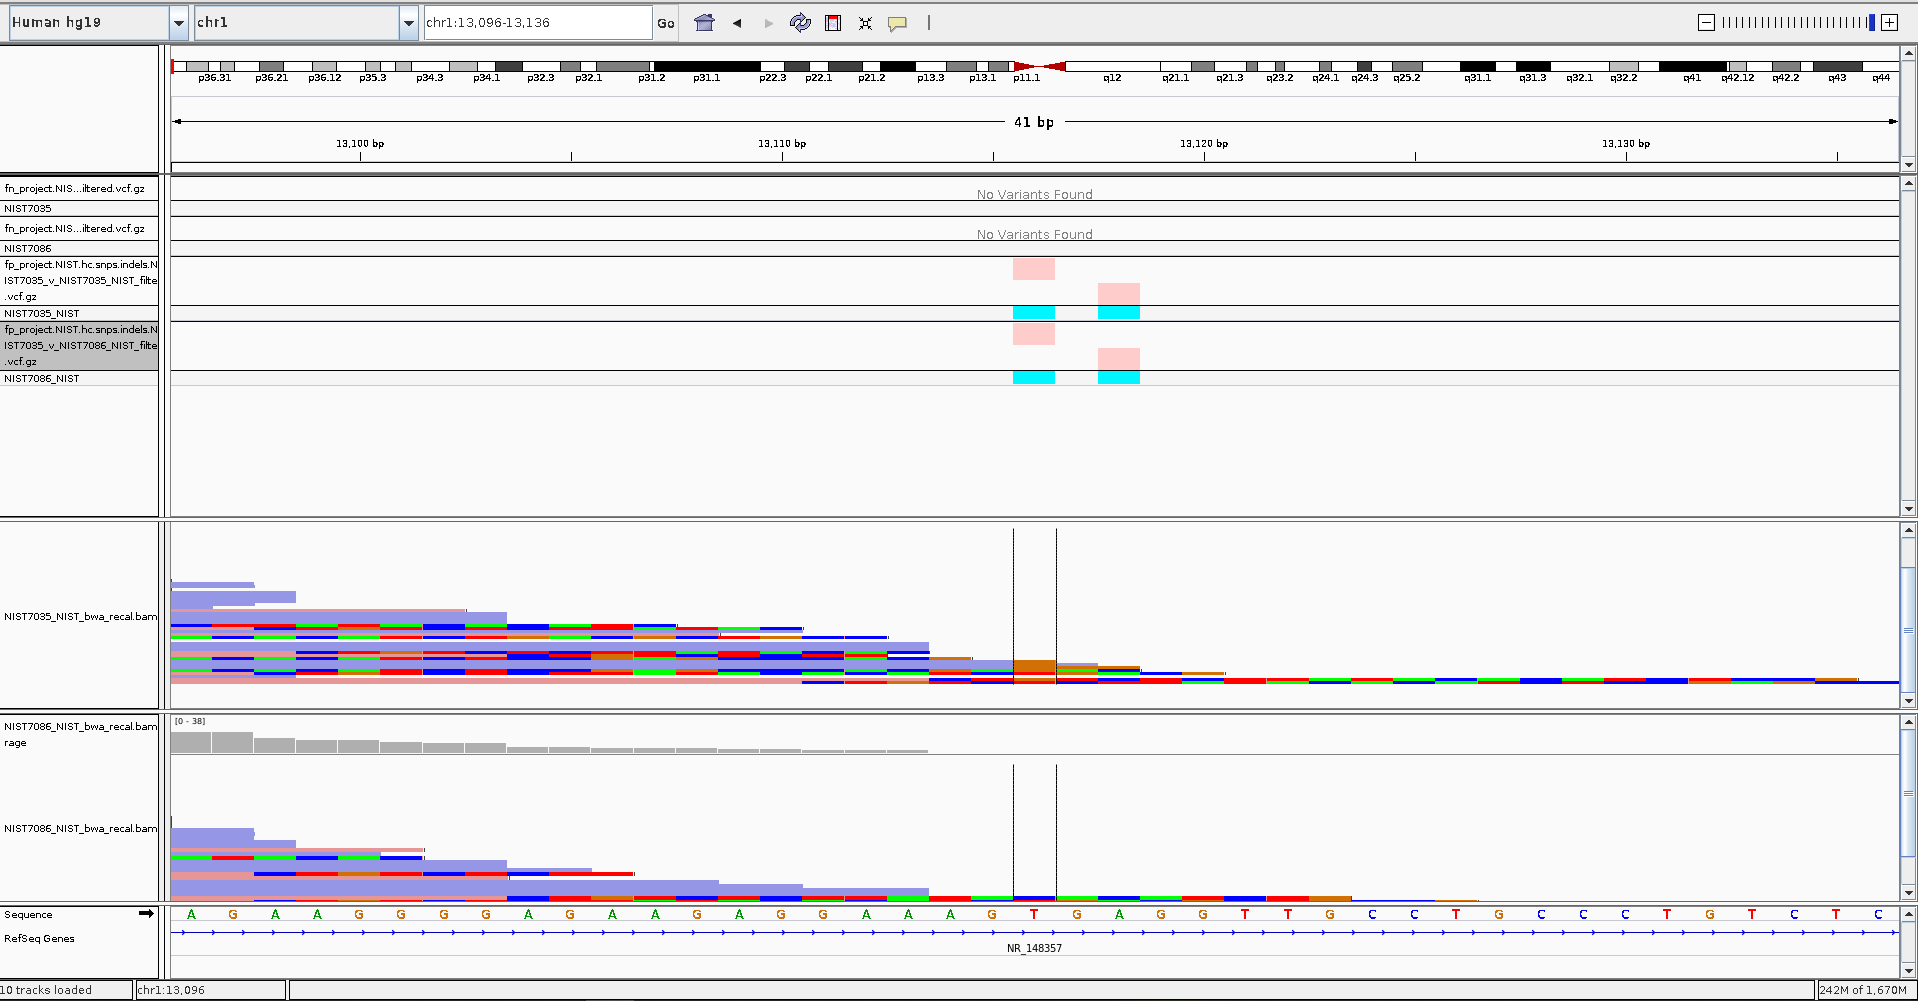 Human hg19 chr1 chr1:13,096-13,136 Go
p36.31 p36.21 p36.12 p35.3 p34.3 p34.1 p32.3 p32.1 p31.2 p31.1 p22.3 p22.1 p21.2 p13.3 p13.1 p11.1 q12 q21.1 q21.3 q23.2 q24.1 q24.3 q25.2 q31.1 q31.3 q32.1 q32.2 q41 q42.12 q42.2 q43 q44
41 bp
13,100 bp 13,110 bp 13,120 bp 13,130 bp
fn_project.NIS...iltered.vcf.gz
No Variants Found
NIST7035
fn_project.NIS...iltered.vcf.gz
No Variants Found
NIST7086
fp_project.NIST.hc.snps.indels.N
IST7035_v_NIST7035_NIST_filte
.vcf.gz
NIST7035_NIST
fp_project.NIST.hc.snps.indels.N
IST7035_v_NIST7086_NIST_filte
.vcf.gz
NIST7086_NIST
NIST7035_NIST_bwa_recal.bam
[0 - 38]
NIST7086_NIST_bwa_recal.bam
rage
NIST7086_NIST_bwa_recal.bam
Sequence A G A A G G G G A G A A G A G G A A A G T G A G G T T G C C T G C C C T G T C T C
RefSeq Genes
NR_148357
10 tracks loaded chr1:13,096 242M of 1,670M